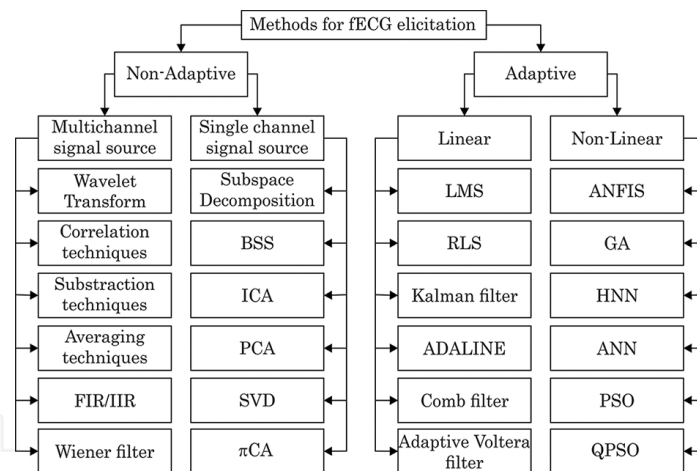 Methods for fECG elicitation
Non-Adaptive
Adaptive
Multichannel
signal source
Single channel
signal source
Linear
Non-Linear
Wavelet
Transform
Subspace
Decomposition
LMS
ANFIS
Correlation
techniques
BSS
RLS
GA
Substraction
techniques
ICA
Kalman filter
HNN
Averaging
techniques
PCA
ADALINE
ANN
FIR/IIR
SVD
Comb filter
PSO
Wiener filter
πCA
Adaptive Voltera
filter
QPSO